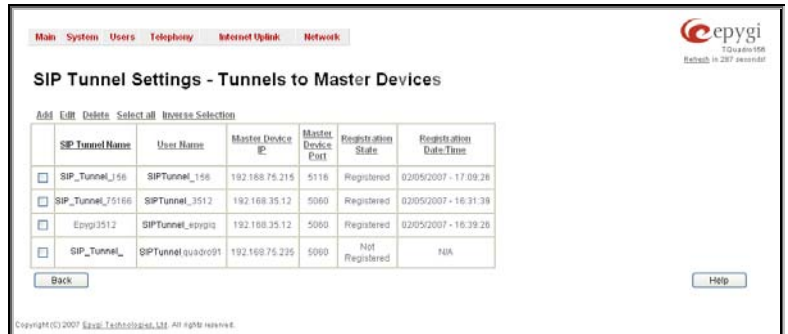 Main System Users Telephony Internet Uplink Network
epygi
TQuadro156
Refresh in 287 seconds!
SIP Tunnel Settings - Tunnels to Master Devices
Add Edit Delete Select all Inverse Selection
SIP Tunnel Name User Name Master Device IP Master Device Port Registration State Registration Date/Time
SIP_Tunnel_156 SIPTunnel_156 192.168.75.215 5116 Registered 02/05/2007 - 17:09:26
SIP_Tunnel_75166 SIPTunnel_3512 192.168.35.12 5060 Registered 02/05/2007 - 16:31:39
Epygi3512 SIPTunnel_epygiq 192.168.35.12 5060 Registered 02/05/2007 - 16:39:26
SIP_Tunnel_ SIPTunnel quadro91 192.168.75.235 5060 Not Registered N/A
Back Help
Copyright (C) 2007 Epygi Technologies, Ltd. All rights reserved.